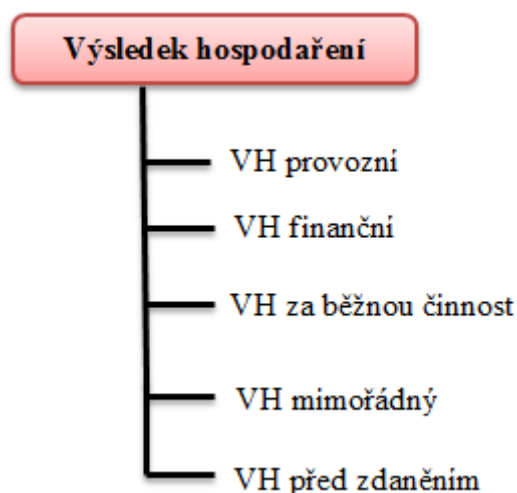 Výsledek hospodaření
VH provozní
VH finanční
VH za běžnou činnost
VH mimořádný
VH před zdaněním